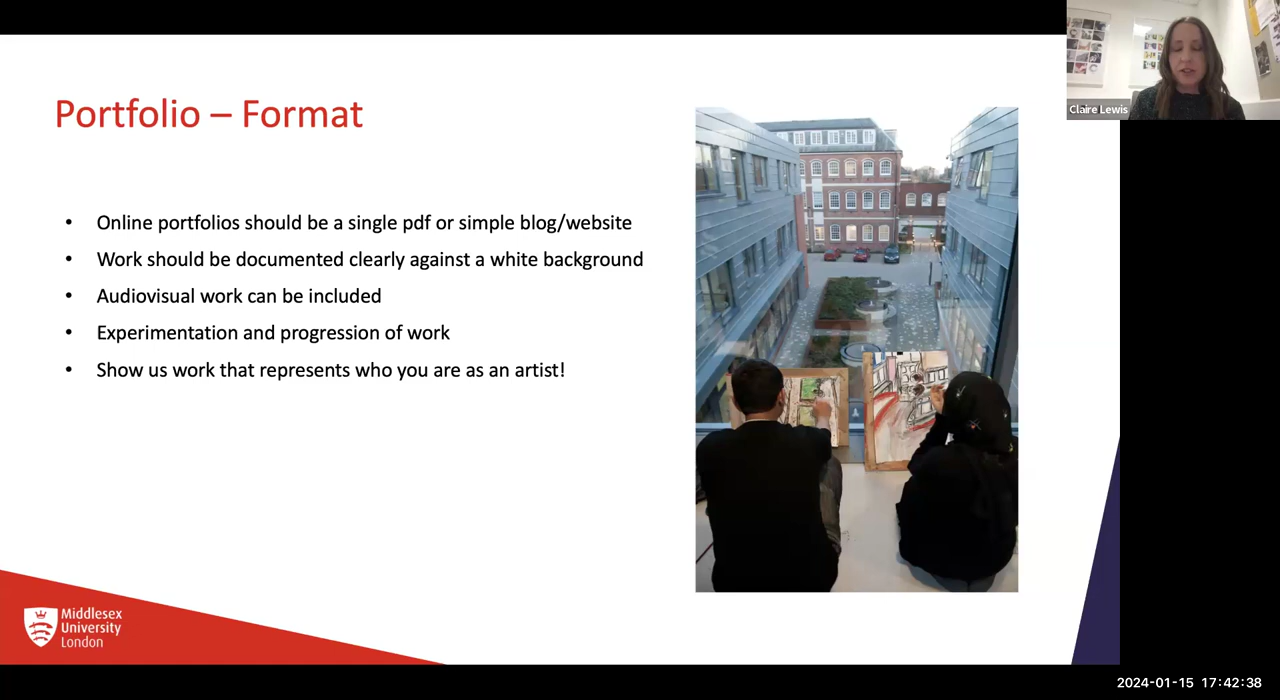 Claire Lewis
Portfolio – Format
• Online portfolios should be a single pdf or simple blog/website
• Work should be documented clearly against a white background
• Audiovisual work can be included
• Experimentation and progression of work
• Show us work that represents who you are as an artist!
Middlesex
University
London
2024-01-15 17:42:38